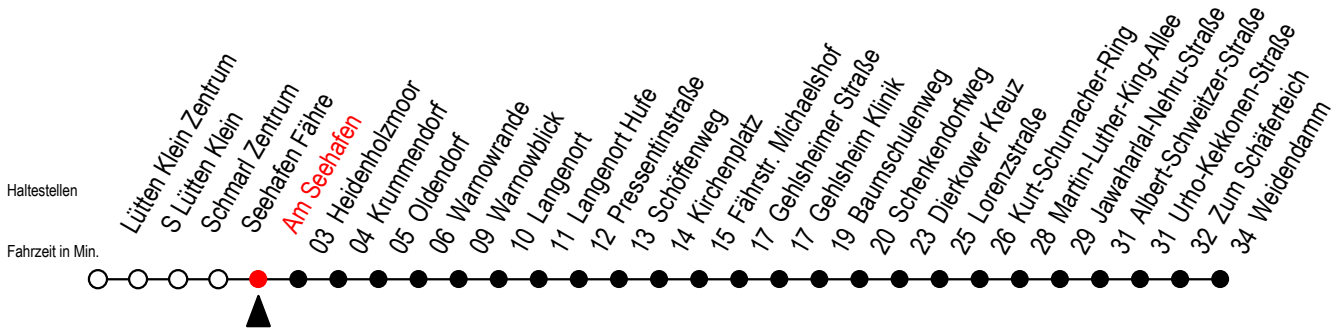 Haltestellen
Fahrzeit in Min.
Lütten Klein Zentrum
S Lütten Klein
Schmarl Zentrum
Seehafen Fähre
Am Seehafen
03 Heidenholzmoor
04 Krummendorf
05 Oldendorf
06 Warnowrande
09 Warnowblick
10 Langenort
11 Langenort Hufe
12 Pressentinstraße
13 Schöffenweg
14 Kirchenplatz
15 Fährstr. Michaelshof
17 Gehlsheimer Straße
17 Gehlsheim Klinik
19 Baumschulenweg
20 Schenkendorfweg
23 Dierkower Kreuz
25 Lorenzstraße
26 Kurt-Schumacher-Ring
28 Martin-Luther-King-Allee
29 Jawaharlal-Nehru-Straße
31 Albert-Schweitzer-Straße
31 Urho-Kekkonen-Straße
32 Zum Schäferteich
34 Weidendamm